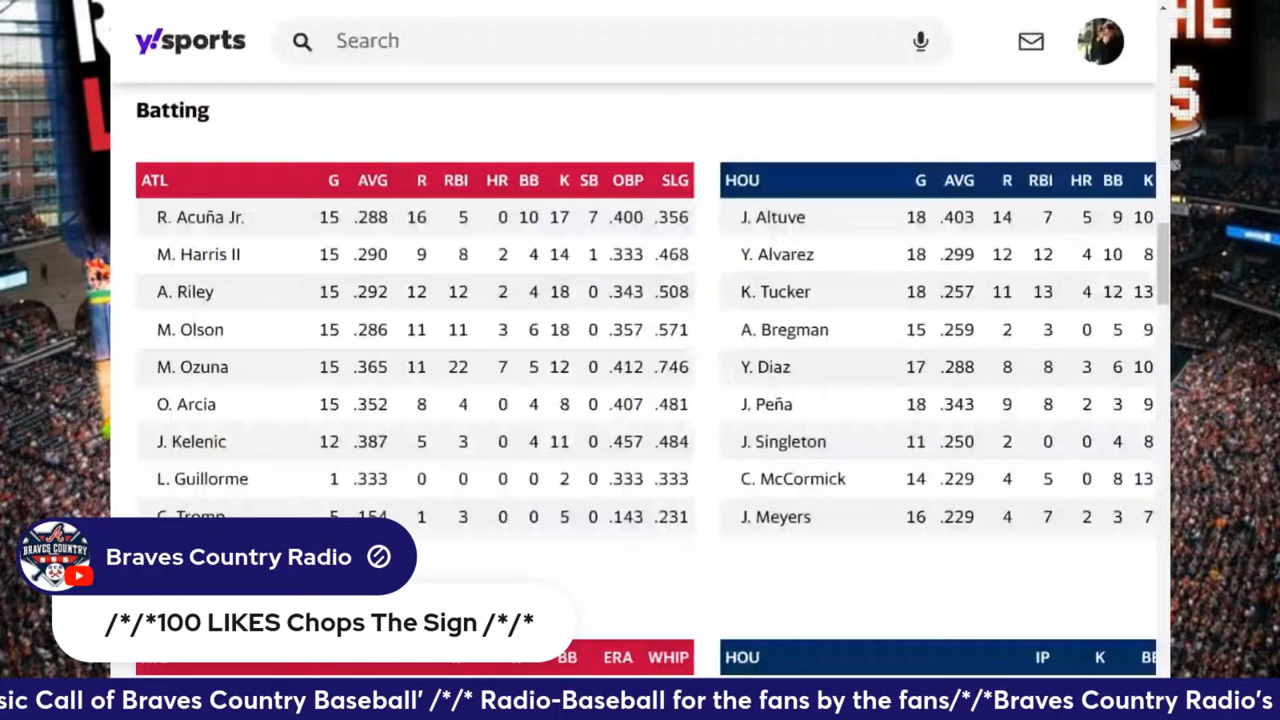 y!sports
Search
Batting
ATL G AVG R RBI HR BB K SB OBP SLG
R. Acuña Jr. 15 .288 16 5 0 10 17 7 .400 .356
M. Harris II 15 .290 9 8 2 4 14 1 .333 .468
A. Riley 15 .292 12 12 2 4 18 0 .343 .508
M. Olson 15 .286 11 11 3 6 18 0 .357 .571
M. Ozuna 15 .365 11 22 7 5 12 0 .412 .746
O. Arcia 15 .352 8 4 0 4 8 0 .407 .481
J. Kelenic 12 .387 5 3 0 4 11 0 .457 .484
L. Guillorme 1 .333 0 0 0 0 2 0 .333 .333
C. Tromp 5 .154 1 3 0 0 5 0 .143 .231
HOU G AVG R RBI HR BB K
J. Altuve 18 .403 14 7 5 9 10
Y. Alvarez 18 .299 12 12 4 10 8
K. Tucker 18 .257 11 13 4 12 13
A. Bregman 15 .259 2 3 0 5 9
Y. Diaz 17 .288 8 8 3 6 10
J. Peña 18 .343 9 8 2 3 9
J. Singleton 11 .250 2 0 0 4 8
C. McCormick 14 .229 4 5 0 8 13
J. Meyers 16 .229 4 7 2 3 7
BRAVES COUNTRY
Braves Country Radio
/*/*100 LIKES Chops The Sign /*/*
BB ERA WHIP
HOU IP K BB
sic Call of Braves Country Baseball' /*/* Radio-Baseball for the fans by the fans/*/*Braves Country Radio's